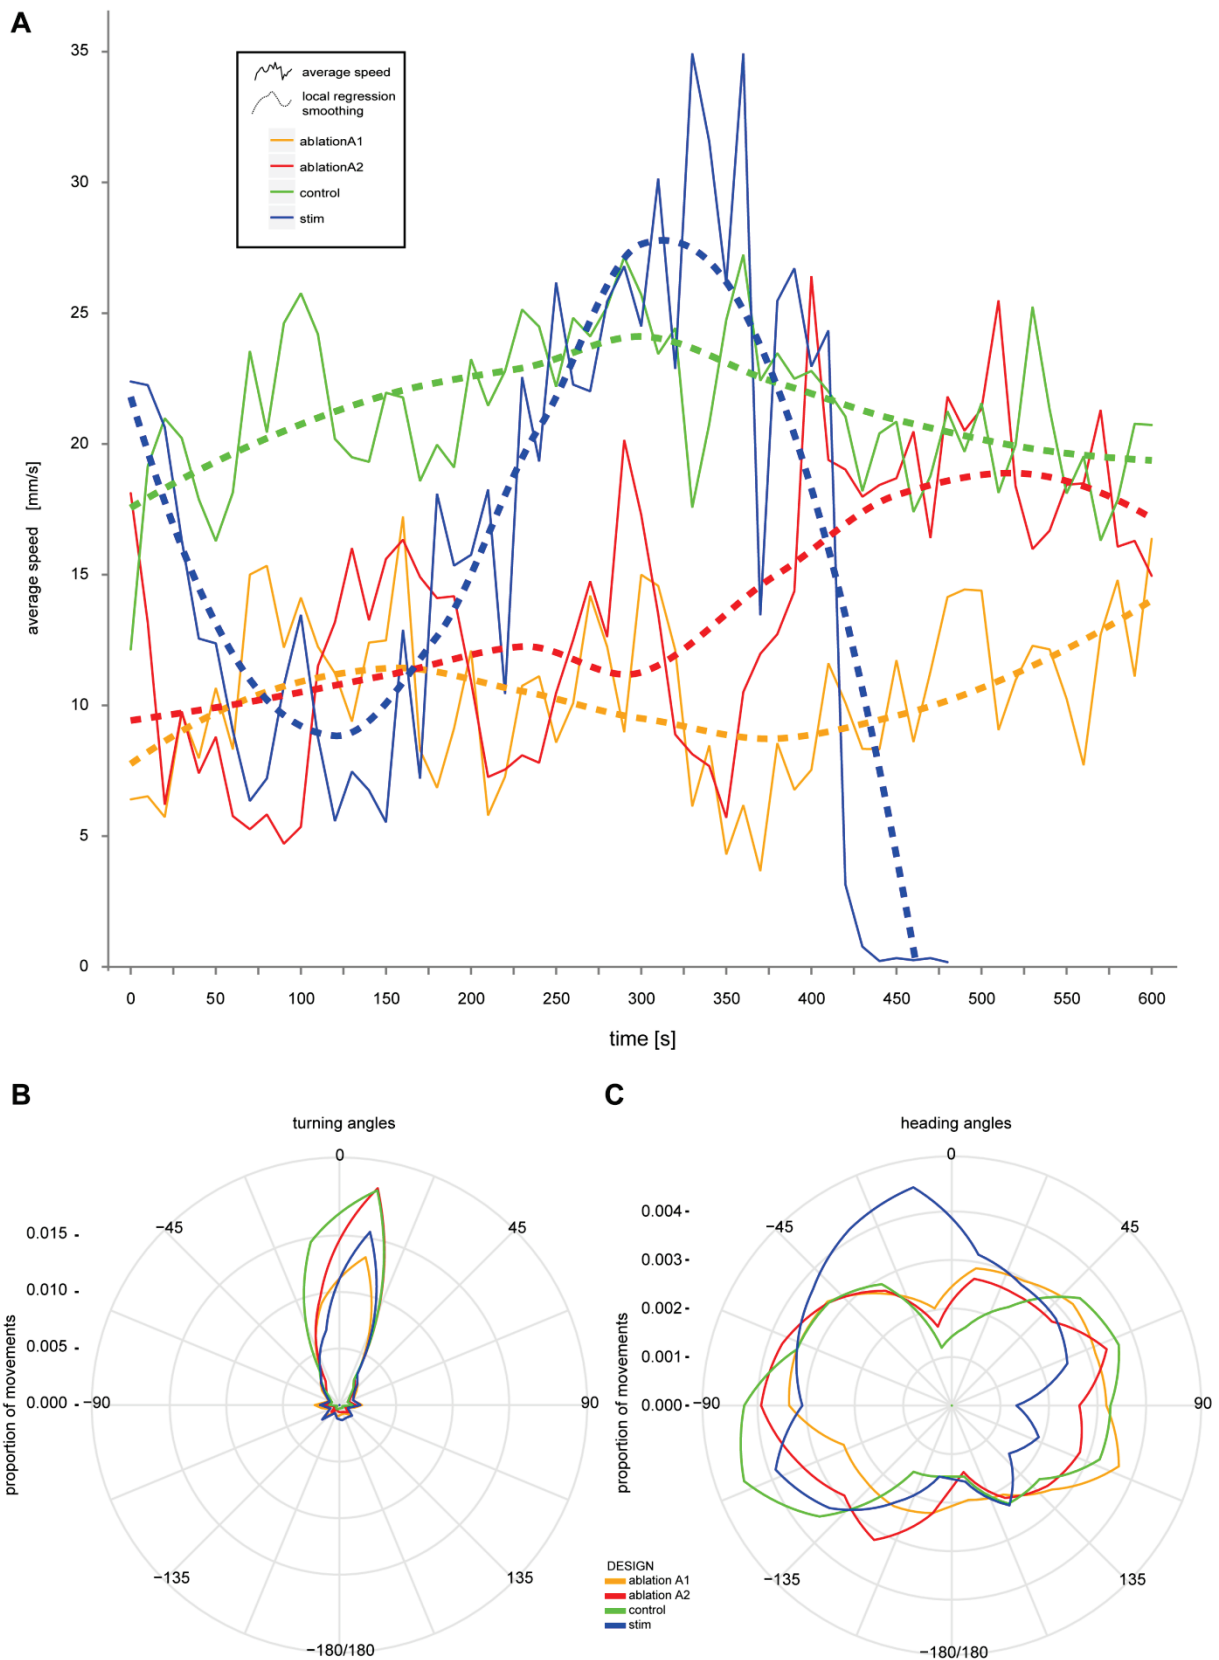 A
average speed
local regression
smoothing
ablationA1
ablationA2
control
stim
average speed [mm/s]
35
30
25
20
15
10
5
0
0 50 100 150 200 250 300 350 400 450 500 550 600
time [s]
B
turning angles
0
−45
45
0.015
0.010
0.005
0.000
−90
90
proportion of movements
−135
135
−180/180
C
heading angles
0
−45
45
0.004
0.003
0.002
0.001
0.000
−90
90
proportion of movements
−135
135
−180/180
DESIGN
ablation A1
ablation A2
control
stim